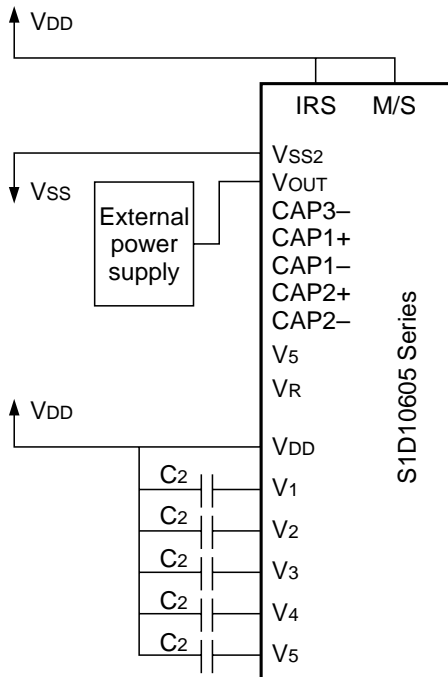 VDD
IRS M/S
VSS2
VSS
VOUT
External
power
supply
CAP3–
CAP1+
CAP1–
CAP2+
CAP2–
V5
VR
S1D10605 Series
VDD
VDD
C2 V1
C2 V2
C2 V3
C2 V4
C2 V5